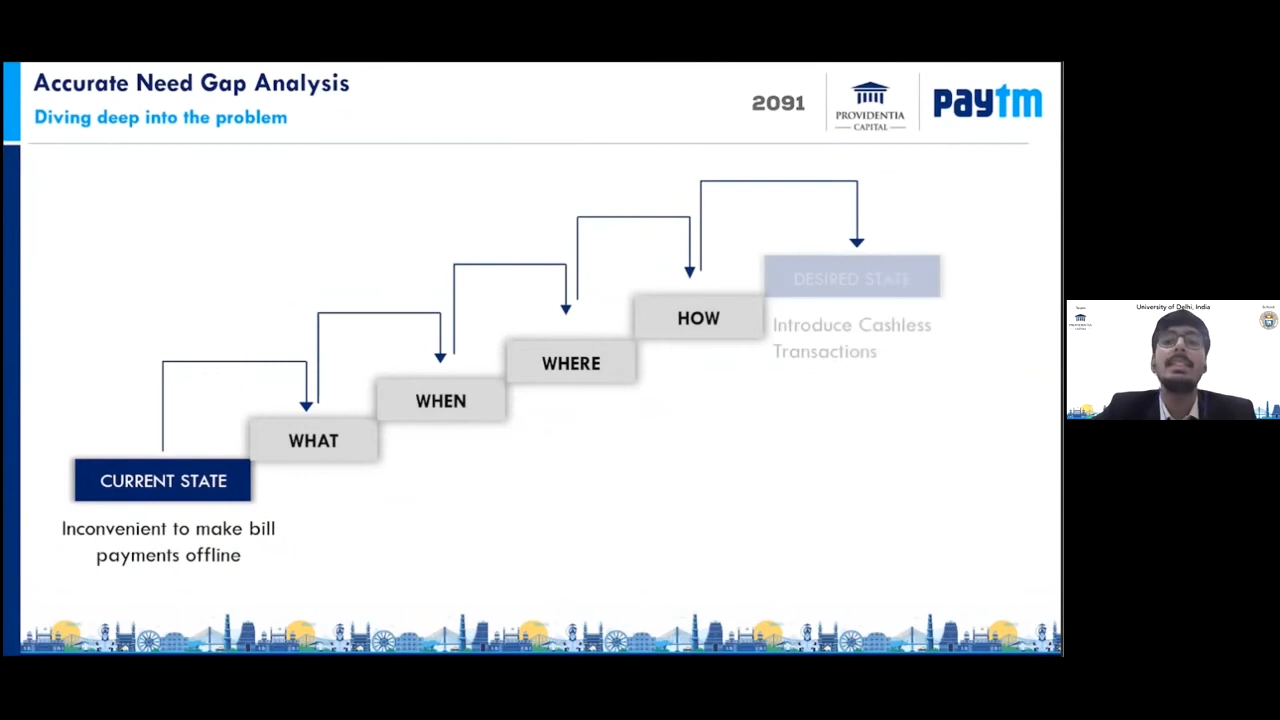 Accurate Need Gap Analysis
Diving deep into the problem
2091
PROVIDENTIA
CAPITAL
paytm
DESIRED STATE
HOW
Introduce Cashless
Transactions
WHERE
WHEN
WHAT
CURRENT STATE
Inconvenient to make bill
payments offline
University of Delhi, India